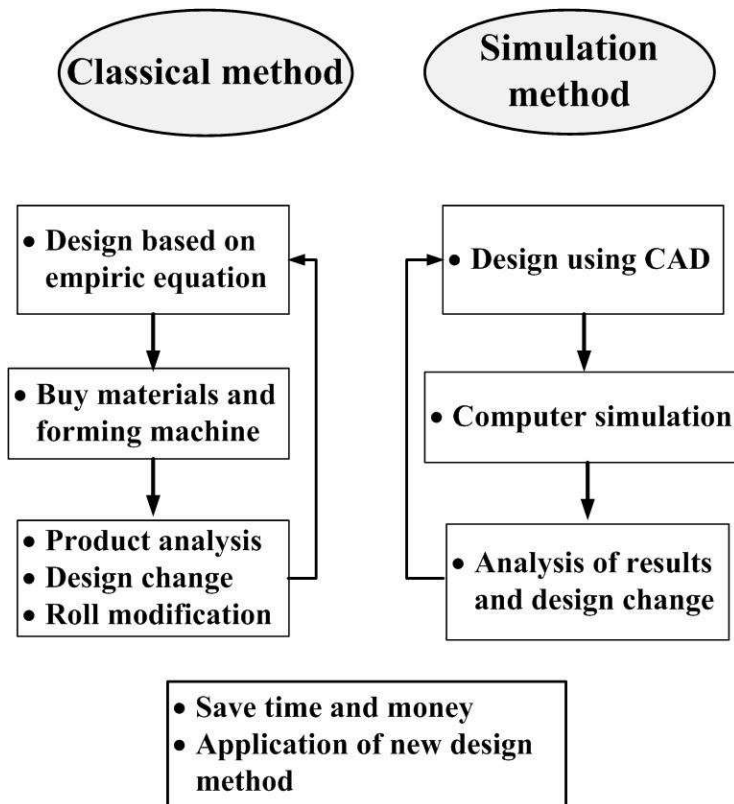 Classical method
Simulation
method
• Design based on
empiric equation
• Buy materials and
forming machine
• Product analysis
• Design change
• Roll modification
• Design using CAD
• Computer simulation
• Analysis of results
and design change
• Save time and money
• Application of new design
method